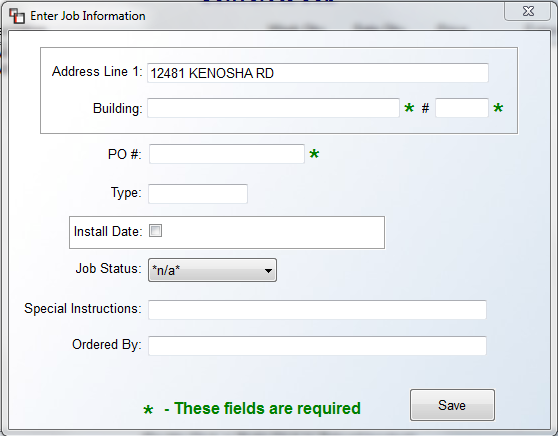 Enter Job Information
Address Line 1: 12481 KENOSHA RD
Building: * # *
PO #: *
Type:
Install Date:
Job Status: *n/a*
Special Instructions:
Ordered By:
* - These fields are required
Save